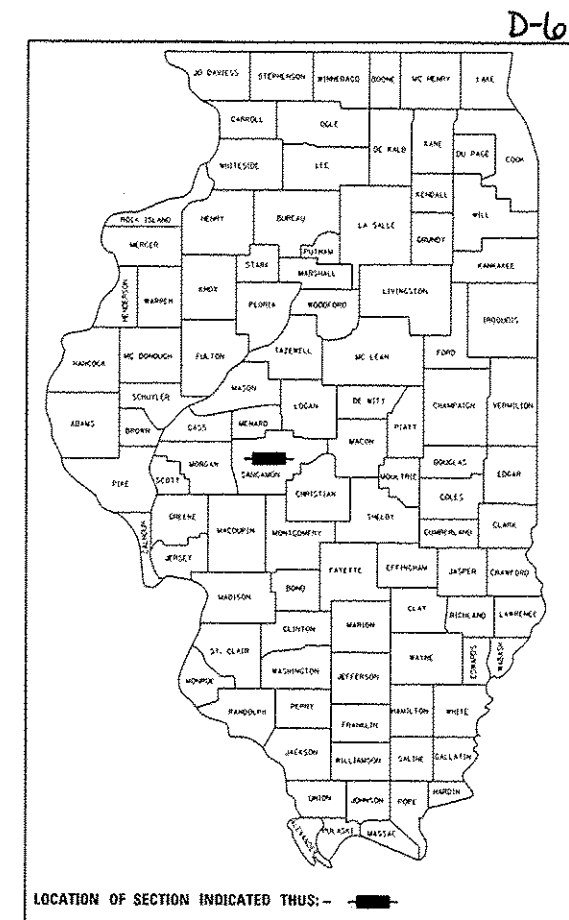 D-6
JO DAVIESS STEPHENSON WINNEBAGO BOONE MC HENRY LAKE
CARROLL OGLE DE KALB KANE DU PAGE COOK
WHITESIDE LEE
KENDALL WILL
ROCK ISLAND HENRY BUREAU LA SALLE GRUNDY
MERCER PUTNAM KANKAKEE
STARK MARSHALL
HENDERSON WARREN KNOX PEORIA WOODFORD LIVINGSTON IROQUOIS
HANCOCK MC DONOUGH FULTON TAZEWELL MC LEAN FORD
SCHUYLER MASON LOGAN DE WITT CHAMPAIGN VERMILION
ADAMS BROWN CASS MENARD MACON PIATT
PIKE SCOTT MORGAN SANGAMON CHRISTIAN MOULTRIE DOUGLAS EDGAR
COLES
CALHOUN GREENE MACOUPIN MONTGOMERY SHELBY CUMBERLAND CLARK
JERSEY FAYETTE EFFINGHAM JASPER CRAWFORD
MADISON BOND CLAY RICHLAND LAWRENCE
CLINTON MARION
ST. CLAIR WASHINGTON JEFFERSON WAYNE EDWARDS WABASH
MONROE
RANDOLPH PERRY FRANKLIN HAMILTON WHITE
JACKSON WILLIAMSON SALINE GALLATIN
UNION JOHNSON POPE HARDIN
ALEXANDER PULASKI MASSAC
LOCATION OF SECTION INDICATED THUS:-